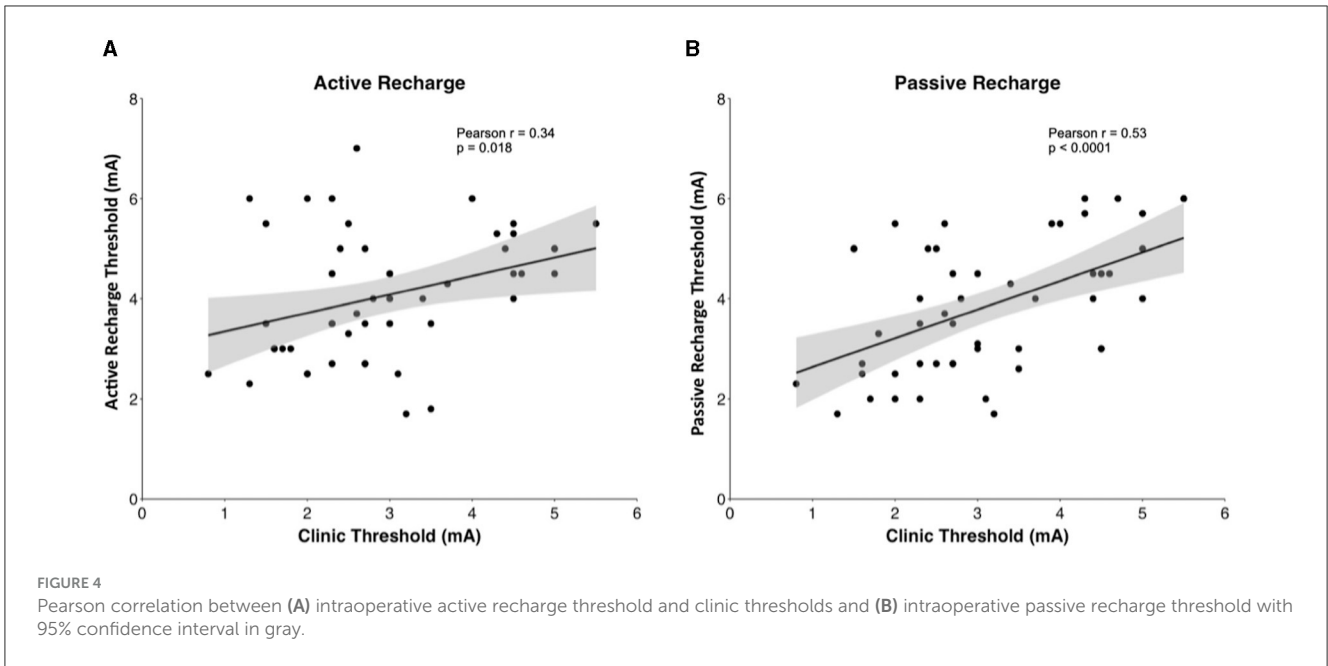 A
Active Recharge
Pearson r = 0.34
p = 0.018
Active Recharge Threshold (mA)
8
6
4
2
0
0 1 2 3 4 5 6
Clinic Threshold (mA)
B
Passive Recharge
Pearson r = 0.53
p < 0.0001
Passive Recharge Threshold (mA)
8
6
4
2
0
0 1 2 3 4 5 6
Clinic Threshold (mA)
FIGURE 4
Pearson correlation between (A) intraoperative active recharge threshold and clinic thresholds and (B) intraoperative passive recharge threshold with
95% confidence interval in gray.